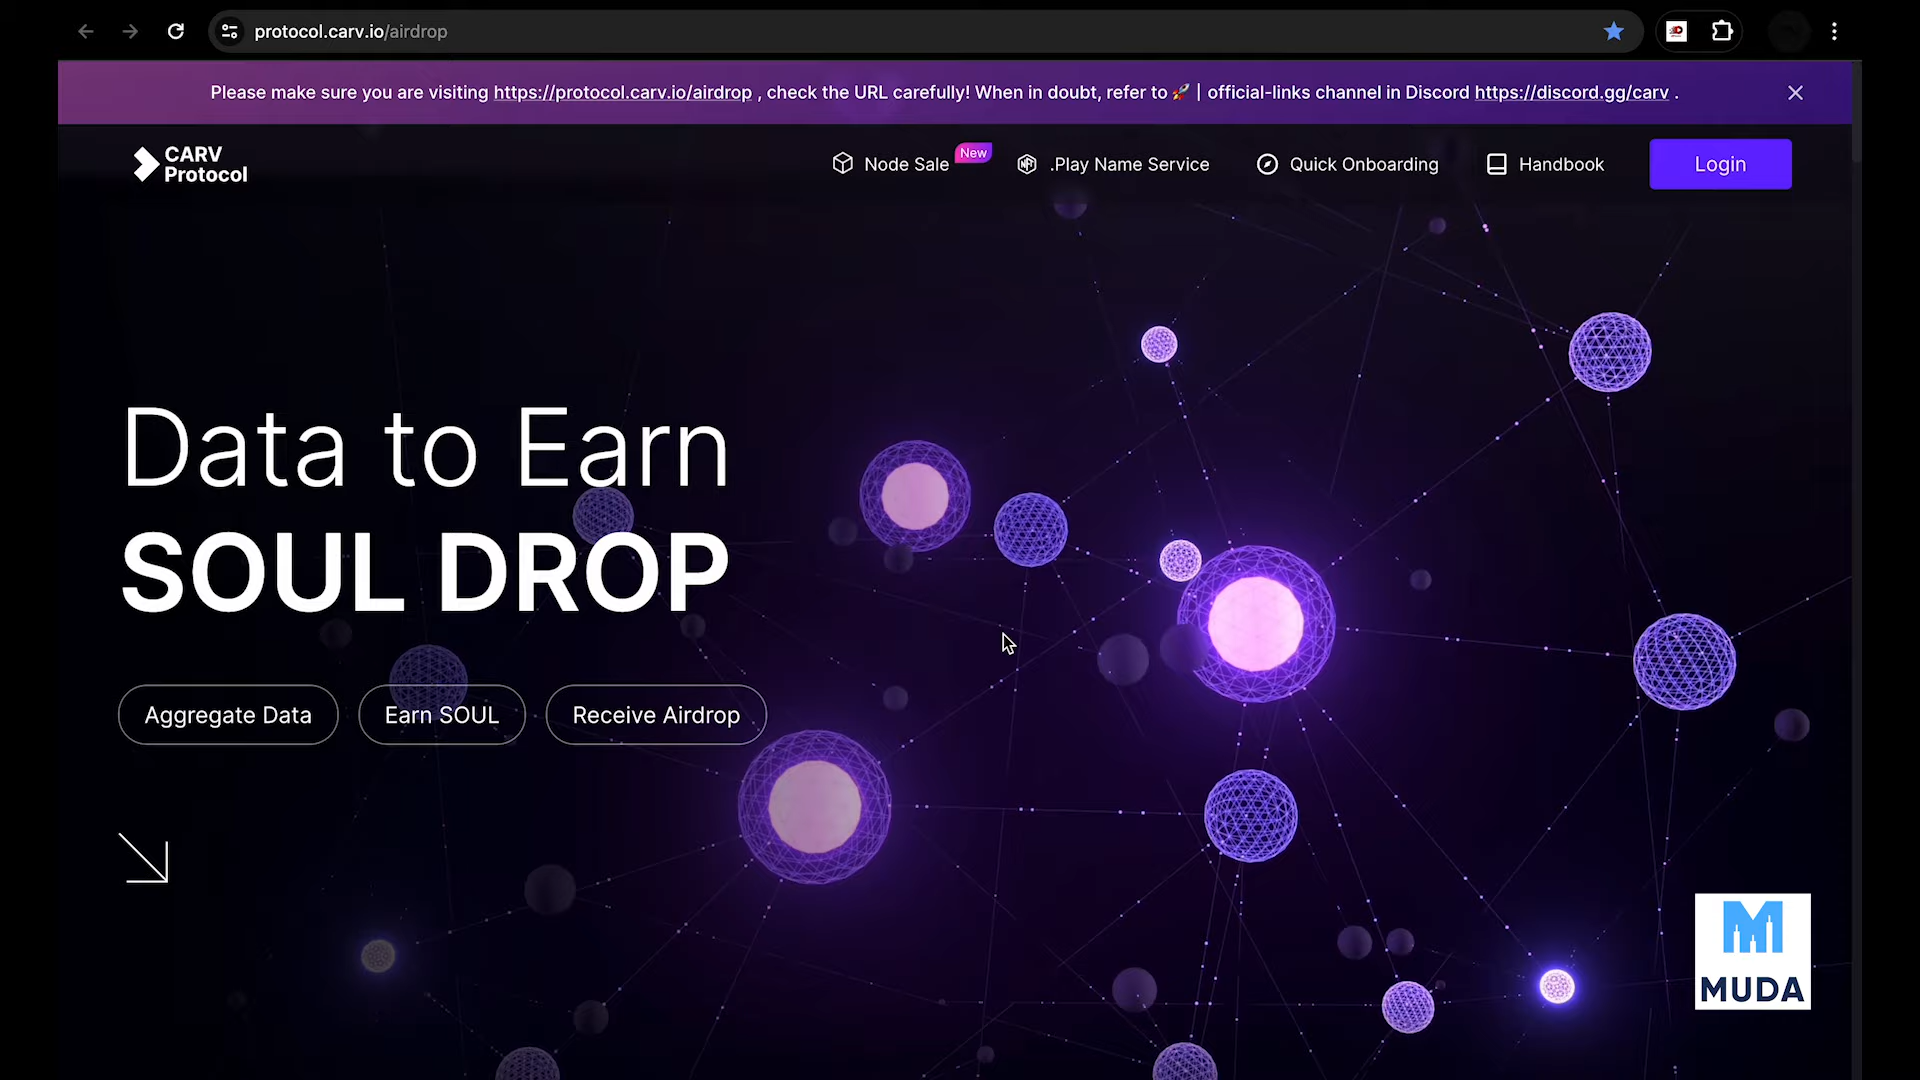 protocol.carv.io/airdrop
Please make sure you are visiting https://protocol.carv.io/airdrop , check the URL carefully! When in doubt, refer to 🚀 | official-links channel in Discord https://discord.gg/carv .
CARV
Protocol
Node Sale
New
.Play Name Service
Quick Onboarding
Handbook
Login
Data to Earn
SOUL DROP
Aggregate Data
Earn SOUL
Receive Airdrop
MUDA